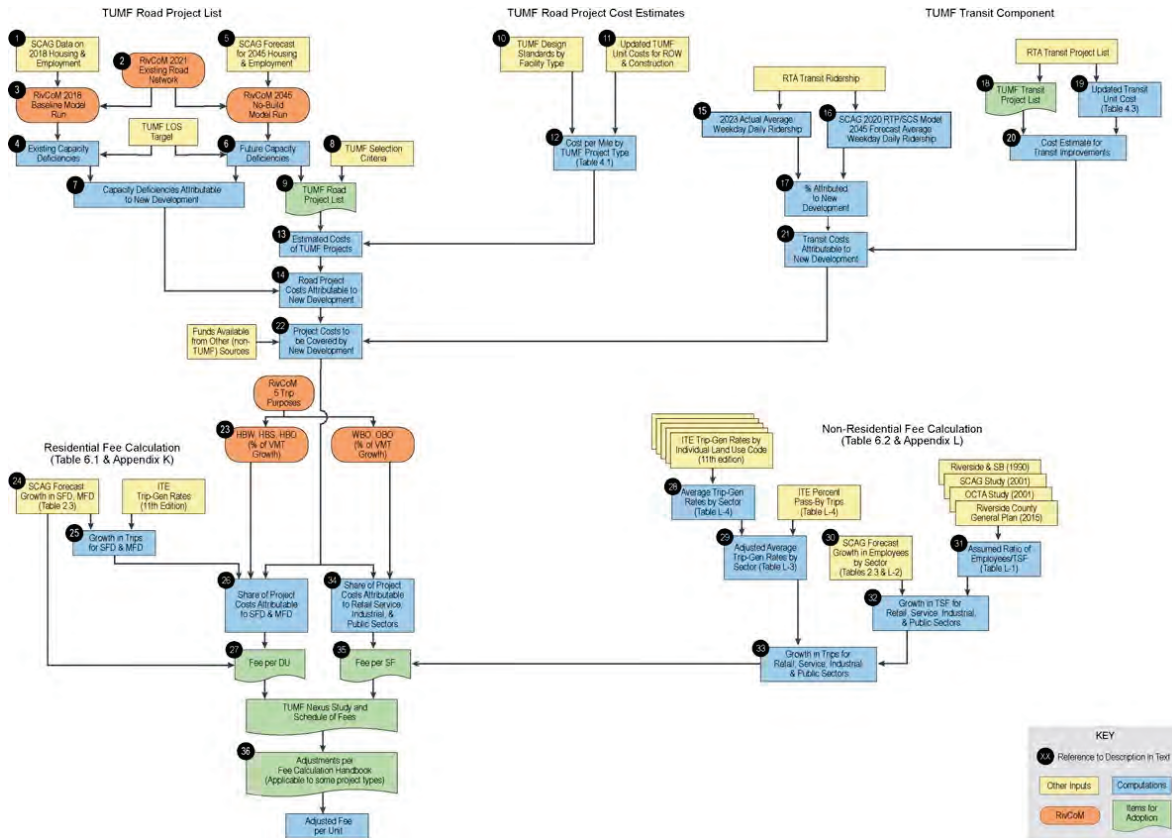 TUMF Road Project List
TUMF Road Project Cost Estimates
TUMF Transit Component
1
SCAG Data on
2018 Housing &
Employment
2
RivCoM 2021
Existing Road
Network
5
SCAG Forecast
for 2045 Housing
& Employment
3
RivCoM 2018
Baseline Model
Run
RivCoM 2045
No-Build
Model Run
TUMF LOS
Target
4
Existing Capacity
Deficiencies
6
Future Capacity
Deficiencies
8
TUMF Selection
Criteria
7
Capacity Deficiencies Attributable
to New Development
9
TUMF Road
Project List
10
TUMF Design
Standards by
Facility Type
11
Updated TUMF
Unit Costs for ROW
& Construction
12
Cost per Mile by
TUMF Project Type
(Table 4.1)
13
Estimated Costs
of TUMF Projects
14
Road Project
Costs Attributable to
New Development
RTA Transit Ridership
15
2023 Actual Average
Weekday Daily Ridership
16
SCAG 2020 RTP/SCS Model
2045 Forecast Average
Weekday Daily Ridership
17
% Attributed
to New
Development
RTA Transit Project List
18
TUMF Transit
Project List
19
Updated Transit
Unit Cost
(Table 4.3)
20
Cost Estimate for
Transit Improvements
21
Transit Costs
Attributable to
New Development
Funds Available
from Other (non-
TUMF) Sources
22
Project Costs to
be Covered by
New Development
RivCoM
5 Trip
Purposes
23
HBW, HBS, HBO
(% of VMT
Growth)
WBO, OBO
(% of VMT
Growth)
Residential Fee Calculation
(Table 6.1 & Appendix K)
24
SCAG Forecast
Growth in SFD, MFD
(Table 2.3)
ITE
Trip-Gen Rates
(11th Edition)
25
Growth in Trips
for SFD & MFD
26
Share of Project
Costs Attributable
to SFD & MFD
34
Share of Project
Costs Attributable
to Retail Service,
Industrial, &
Public Sectors
27
Fee per DU
35
Fee per SF
Non-Residential Fee Calculation
(Table 6.2 & Appendix L)
ITE Trip-Gen Rates by
Individual Land Use Code
(11th edition)
28
Average Trip-Gen
Rates by Sector
(Table L-4)
ITE Percent
Pass-By Trips
(Table L-4)
29
Adjusted Average
Trip-Gen Rates by
Sector (Table L-3)
30
SCAG Forecast
Growth in Employees
by Sector
(Tables 2.3 & L-2)
Riverside & SB (1990)
SCAG Study (2001)
OCTA Study (2001)
Riverside County
General Plan (2015)
31
Assumed Ratio of
Employees/TSF
(Table L-1)
32
Growth in TSF for
Retail, Service, Industrial,
& Public Sectors
33
Growth in Trips for
Retail, Service, Industrial
& Public Sectors
TUMF Nexus Study and
Schedule of Fees
36
Adjustments per
Fee Calculation Handbook
(Applicable to some project types)
Adjusted Fee
per Unit
KEY
XX
Reference to Description in Text
Other Inputs
Computations
RivCoM
Items for
Adoption